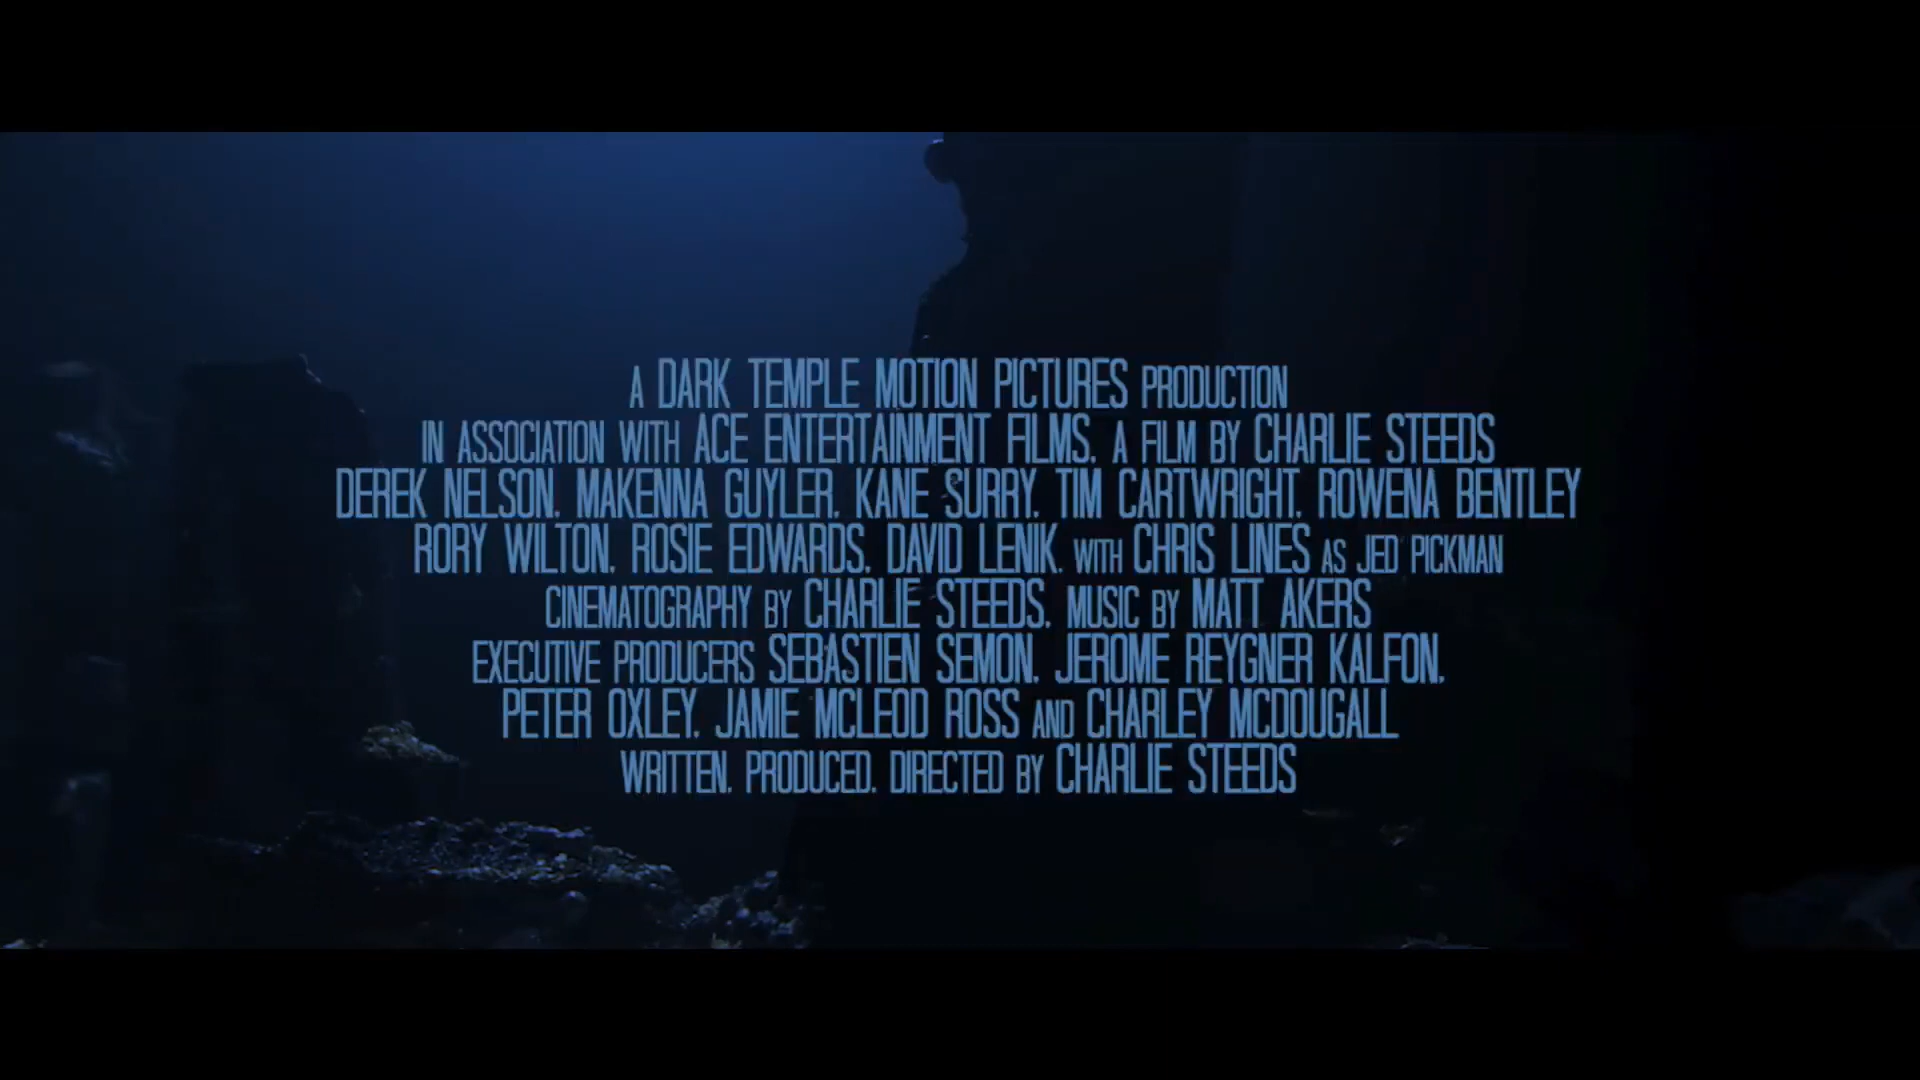 A DARK TEMPLE MOTION PICTURES PRODUCTION
IN ASSOCIATION WITH ACE ENTERTAINMENT FILMS. A FILM BY CHARLIE STEEDS
DEREK NELSON. MAKENNA GUYLER. KANE SURRY. TIM CARTWRIGHT. ROWENA BENTLEY
RORY WILTON. ROSIE EDWARDS. DAVID LENIK. WITH CHRIS LINES AS JED PICKMAN
CINEMATOGRAPHY BY CHARLIE STEEDS. MUSIC BY MATT AKERS
EXECUTIVE PRODUCERS SEBASTIEN SEMON. JEROME REYGNER KALFON.
PETER OXLEY. JAMIE MCLEOD ROSS AND CHARLEY MCDOUGALL
WRITTEN. PRODUCED. DIRECTED BY CHARLIE STEEDS